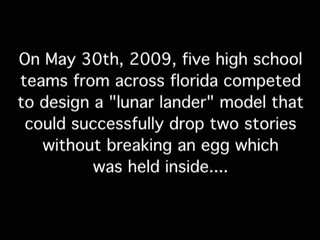 On May 30th, 2009, five high school
teams from across florida competed
to design a "lunar lander" model that
could successfully drop two stories
without breaking an egg which
was held inside....